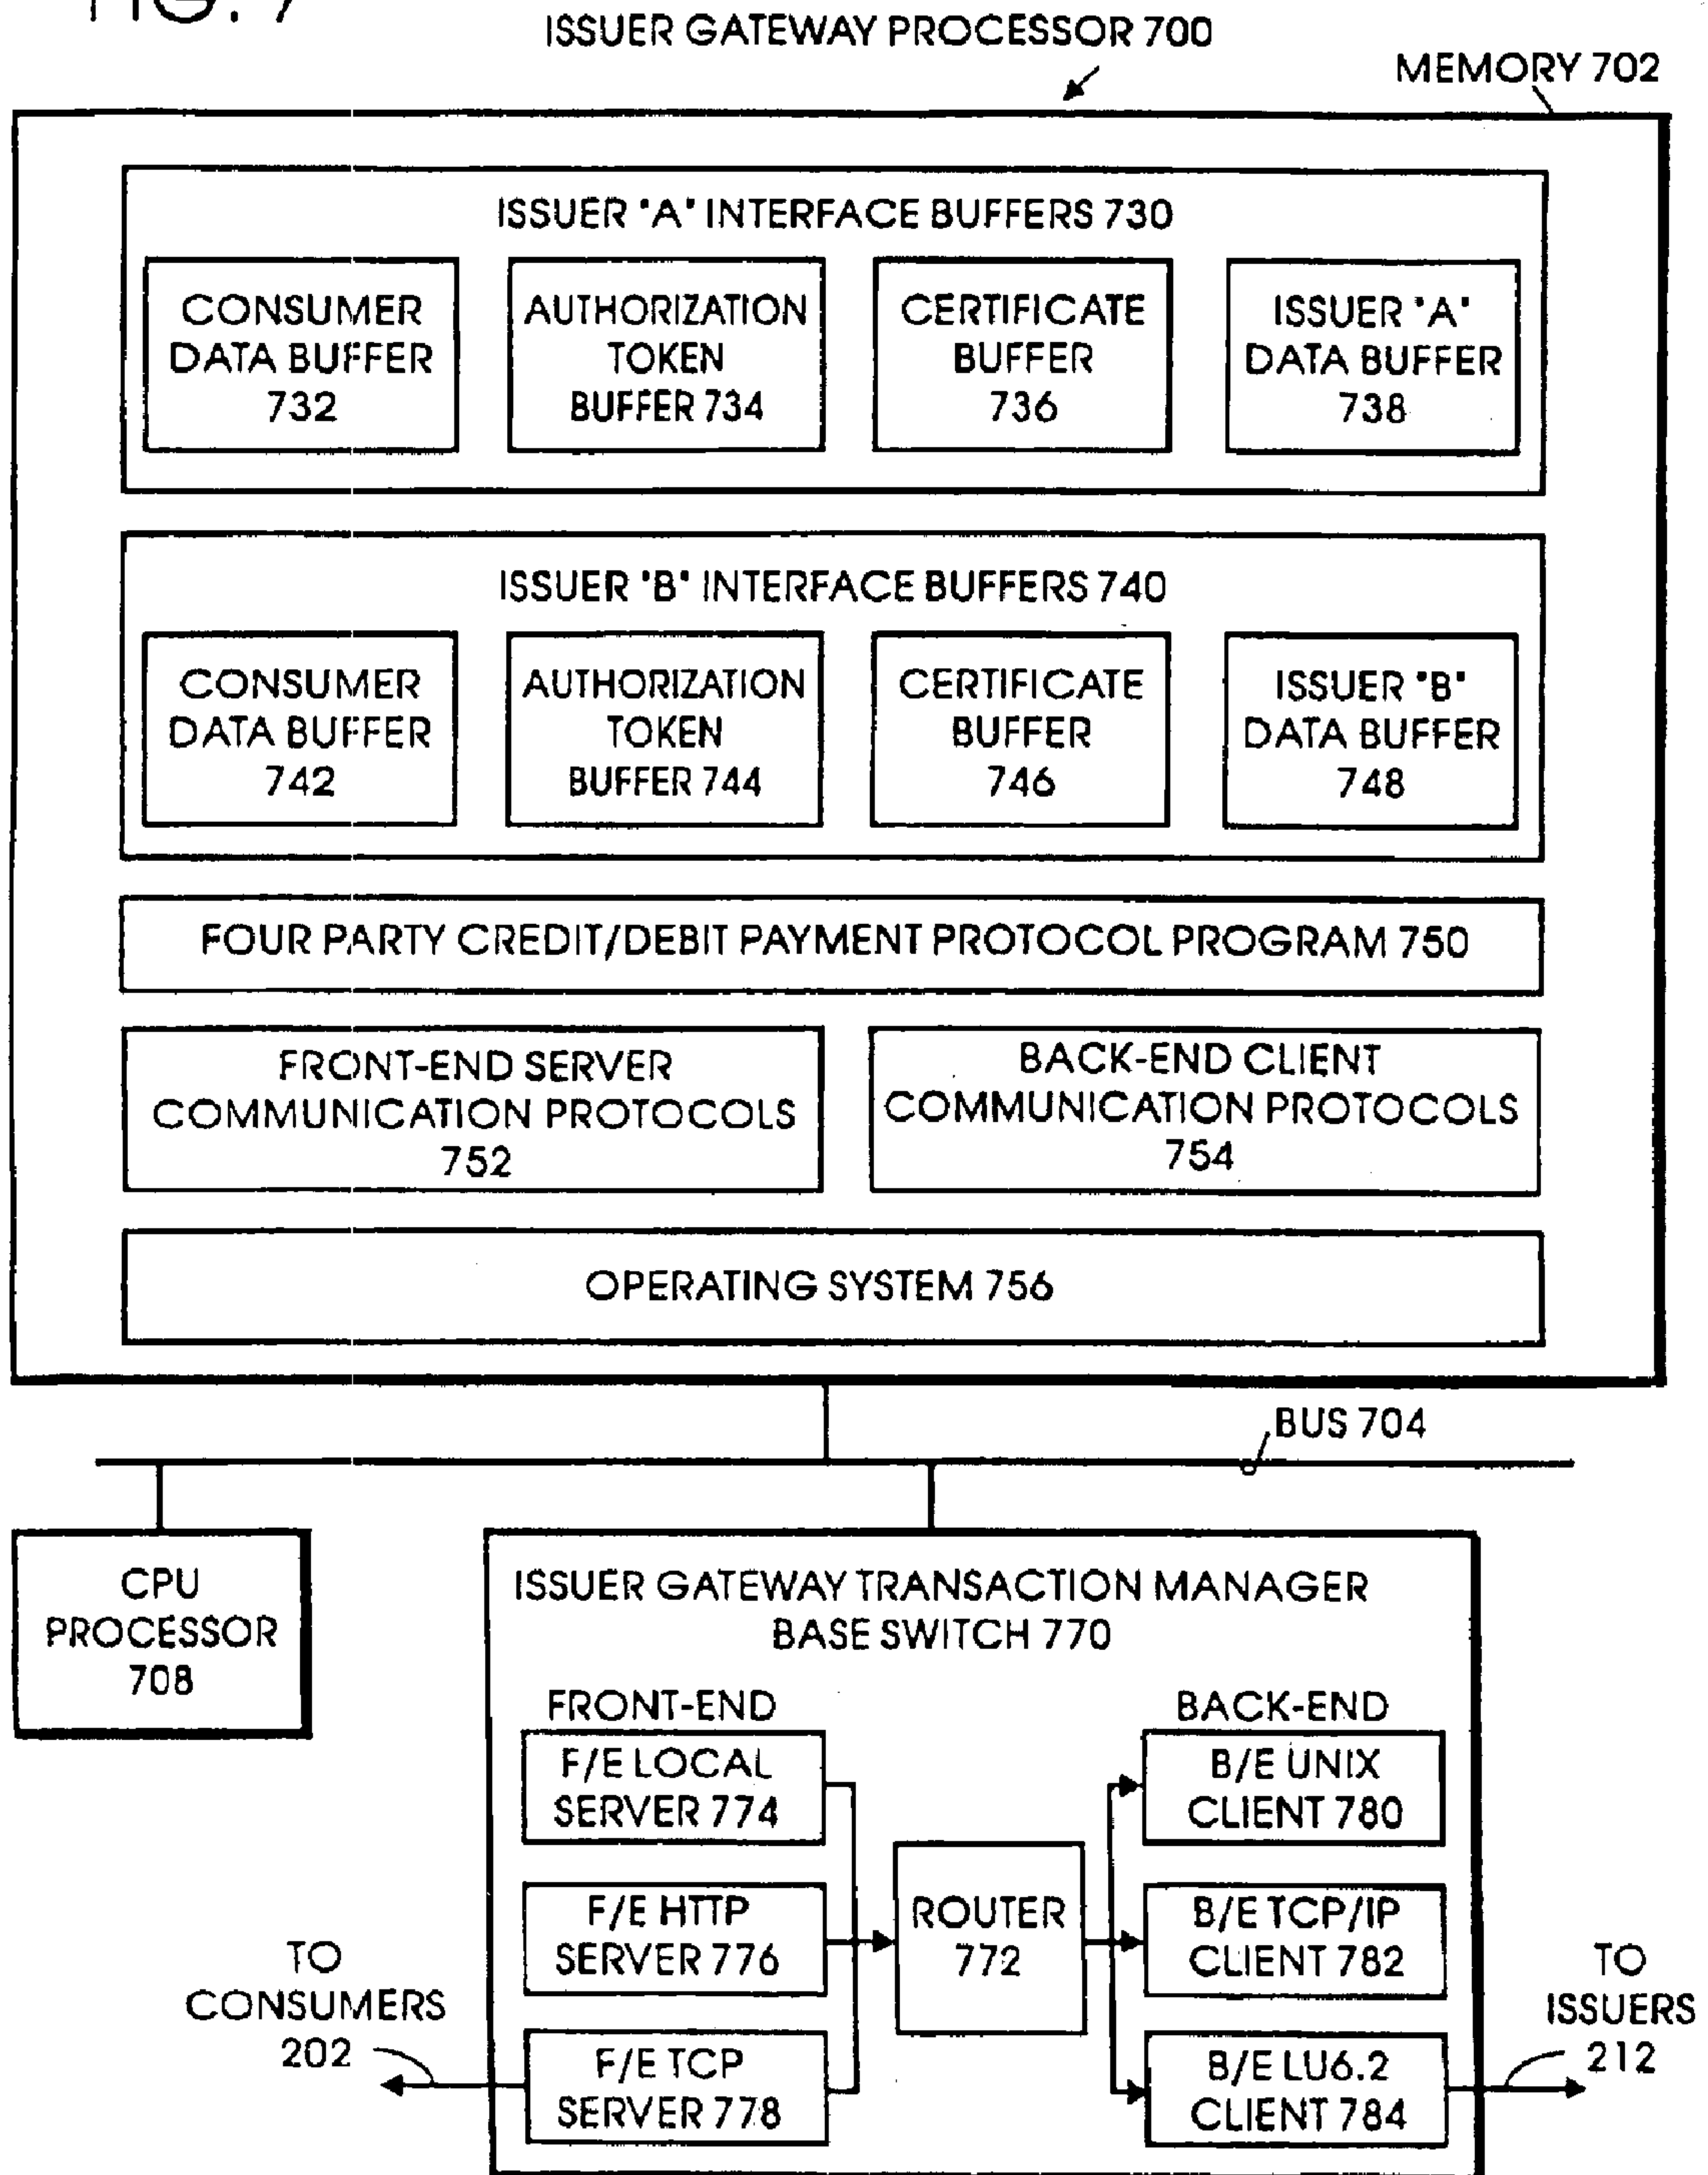 FIG. 7
ISSUER GATEWAY PROCESSOR 700
MEMORY 702
ISSUER "A" INTERFACE BUFFERS 730
CONSUMER
DATA BUFFER
732
AUTHORIZATION
TOKEN
BUFFER 734
CERTIFICATE
BUFFER
736
ISSUER "A"
DATA BUFFER
738
ISSUER "B" INTERFACE BUFFERS 740
CONSUMER
DATA BUFFER
742
AUTHORIZATION
TOKEN
BUFFER 744
CERTIFICATE
BUFFER
746
ISSUER "B"
DATA BUFFER
748
FOUR PARTY CREDIT/DEBIT PAYMENT PROTOCOL PROGRAM 750
FRONT-END SERVER
COMMUNICATION PROTOCOLS
752
BACK-END CLIENT
COMMUNICATION PROTOCOLS
754
OPERATING SYSTEM 756
BUS 704
CPU
PROCESSOR
708
ISSUER GATEWAY TRANSACTION MANAGER
BASE SWITCH 770
FRONT-END
F/E LOCAL
SERVER 774
F/E HTTP
SERVER 776
F/E TCP
SERVER 778
ROUTER
772
BACK-END
B/E UNIX
CLIENT 780
B/E TCP/IP
CLIENT 782
B/E LU6.2
CLIENT 784
TO
CONSUMERS
202
TO
ISSUERS
212